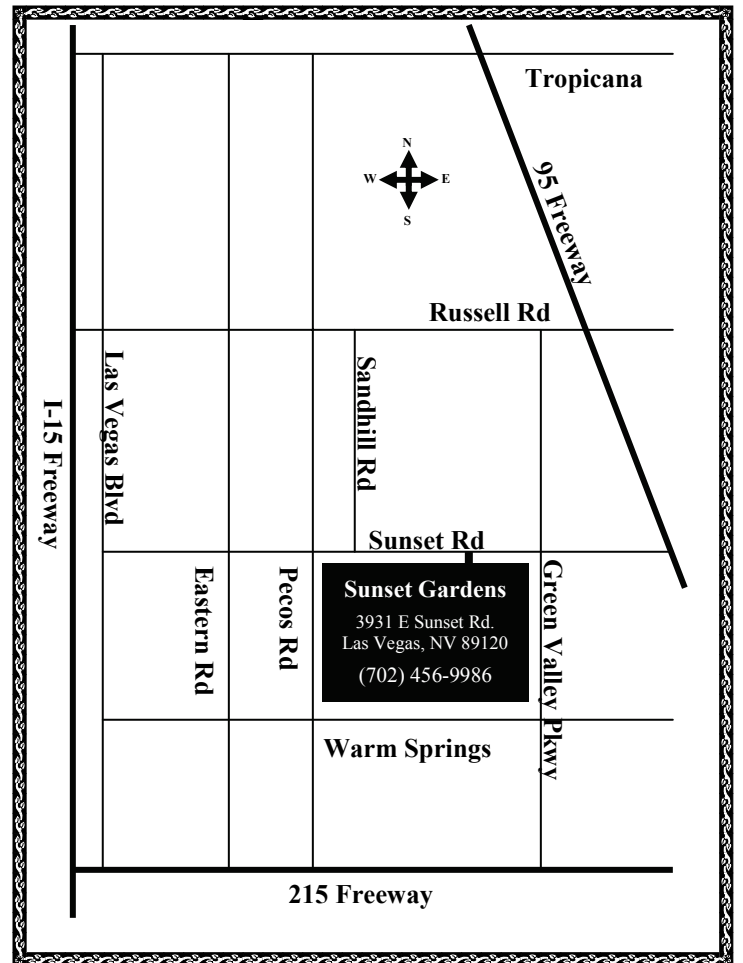 Tropicana
N
W
E
S
95 Freeway
Russell Rd
Las Vegas Blvd
Sandhill Rd
I-15 Freeway
Sunset Rd
Eastern Rd
Pecos Rd
Sunset Gardens
3931 E Sunset Rd.
Las Vegas, NV 89120
(702) 456-9986
Green Valley Pkwy
Warm Springs
215 Freeway